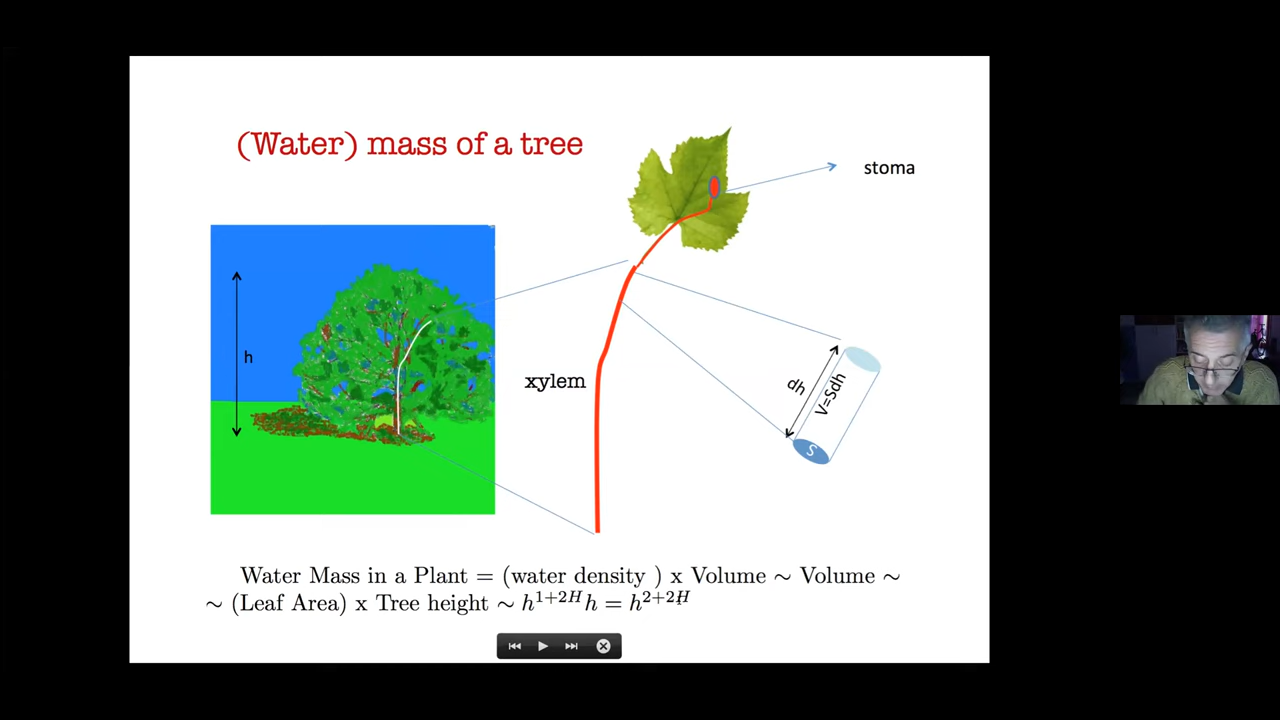 (Water) mass of a tree
stoma
h
xylem
dh
V=Sdh
S
Water Mass in a Plant = (water density ) x Volume ∼ Volume ∼
∼ (Leaf Area) x Tree height ∼ h^{1+2H}h = h^{2+2H}